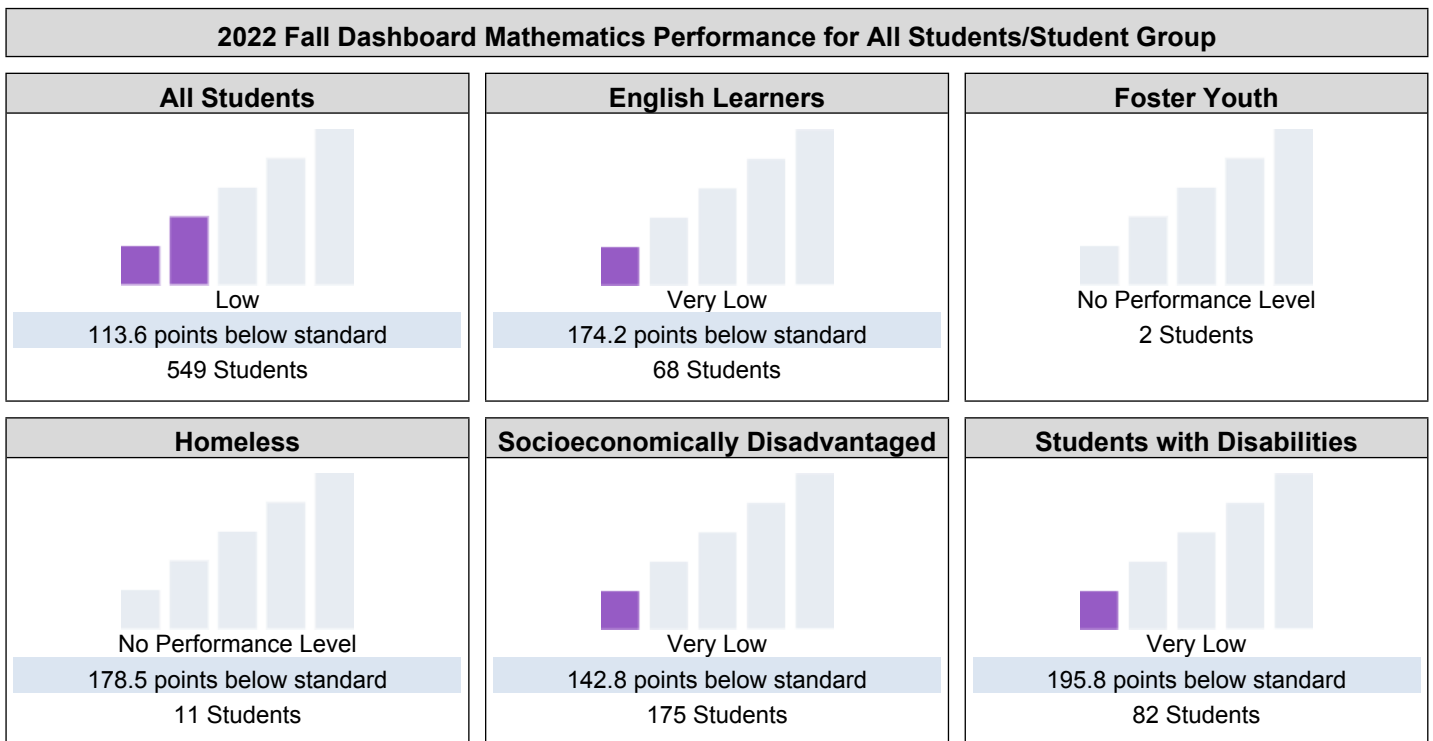 2022 Fall Dashboard Mathematics Performance for All Students/Student Group
All Students
Low
113.6 points below standard
549 Students
English Learners
Very Low
174.2 points below standard
68 Students
Foster Youth
No Performance Level
2 Students
Homeless
No Performance Level
178.5 points below standard
11 Students
Socioeconomically Disadvantaged
Very Low
142.8 points below standard
175 Students
Students with Disabilities
Very Low
195.8 points below standard
82 Students